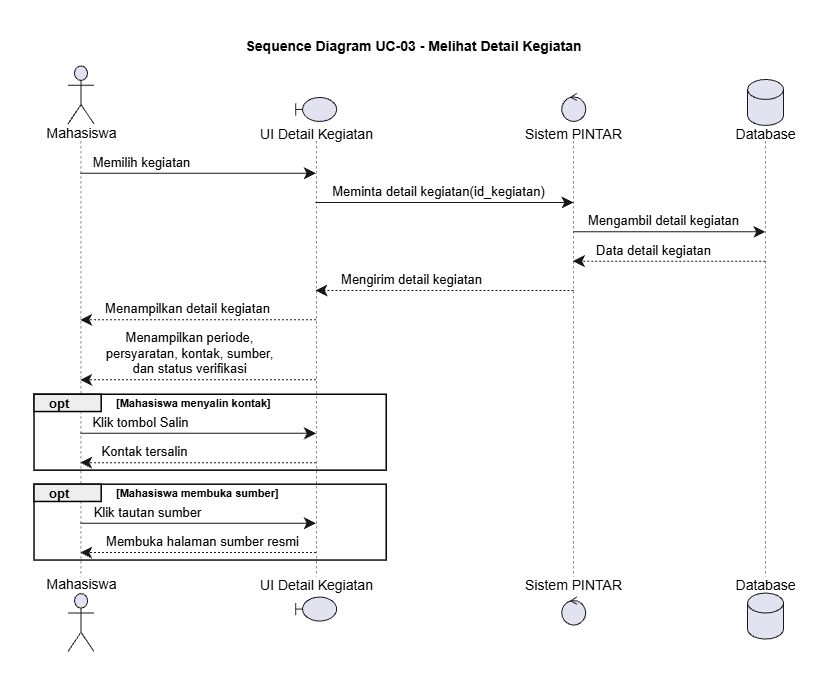 Sequence Diagram UC-03 - Melihat Detail Kegiatan
Mahasiswa
UI Detail Kegiatan
Sistem PINTAR
Database
Memilih kegiatan
Meminta detail kegiatan(id_kegiatan)
Mengambil detail kegiatan
Data detail kegiatan
Mengirim detail kegiatan
Menampilkan detail kegiatan
Menampilkan periode,
persyaratan, kontak, sumber,
dan status verifikasi
opt
[Mahasiswa menyalin kontak]
Klik tombol Salin
Kontak tersalin
opt
[Mahasiswa membuka sumber]
Klik tautan sumber
Membuka halaman sumber resmi
Mahasiswa
UI Detail Kegiatan
Sistem PINTAR
Database